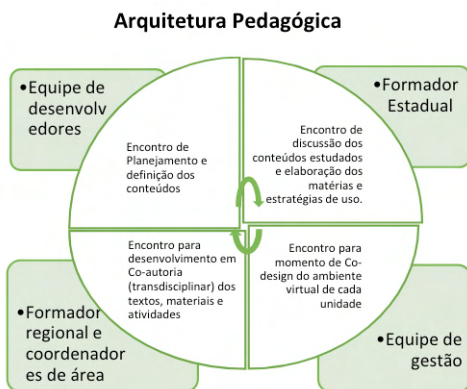 Arquitetura Pedagógica
•Equipe de
desenvolv
edores
•Formador
Estadual
Encontro de
Planejamento e
definição dos
conteúdos
Encontro de
discussão dos
conteúdos estudados
e elaboração dos
matérias e
estratégias de uso.
Encontro para
desenvolvimento em
Co-autoria
(transdisciplinar) dos
textos, materiais e
atividades
Encontro para
momento de Co-
design do ambiente
virtual de cada
unidade
•Formador
regional e
coordenador
es de área
•Equipe de
gestão